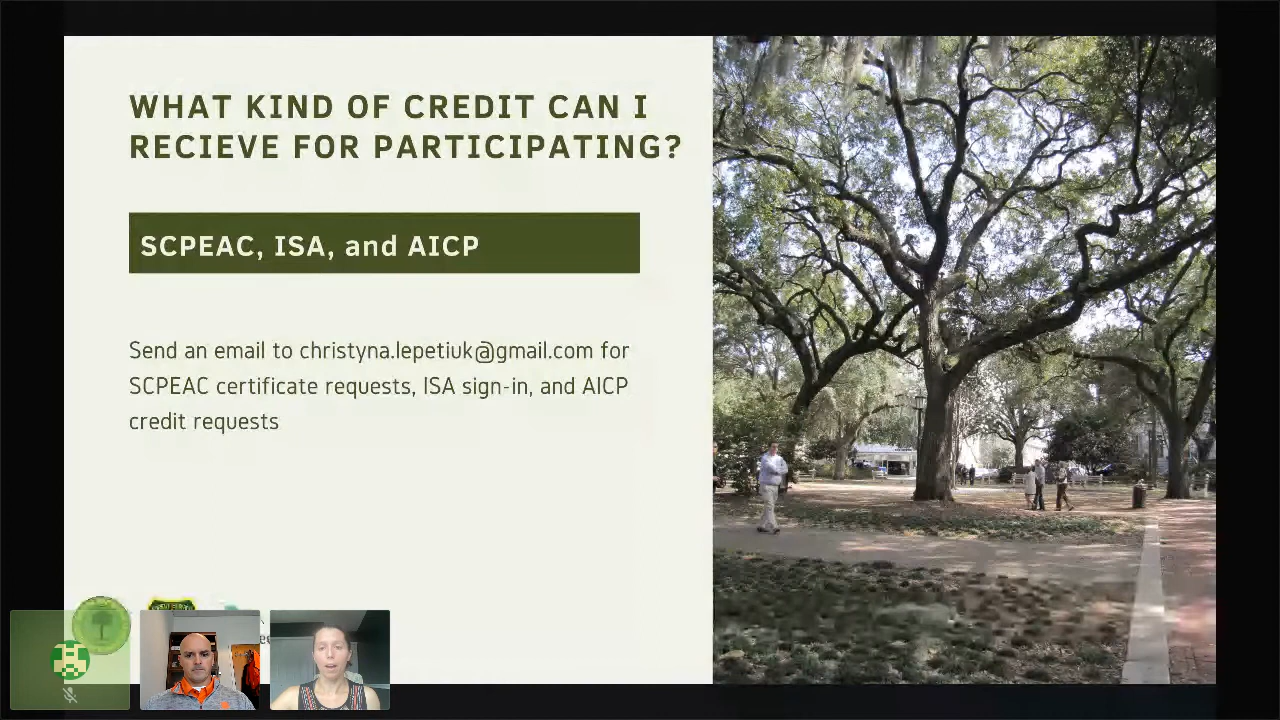 WHAT KIND OF CREDIT CAN I
RECIEVE FOR PARTICIPATING?
SCPEAC, ISA, and AICP
Send an email to christyna.lepetiuk@gmail.com for
SCPEAC certificate requests, ISA sign-in, and AICP
credit requests